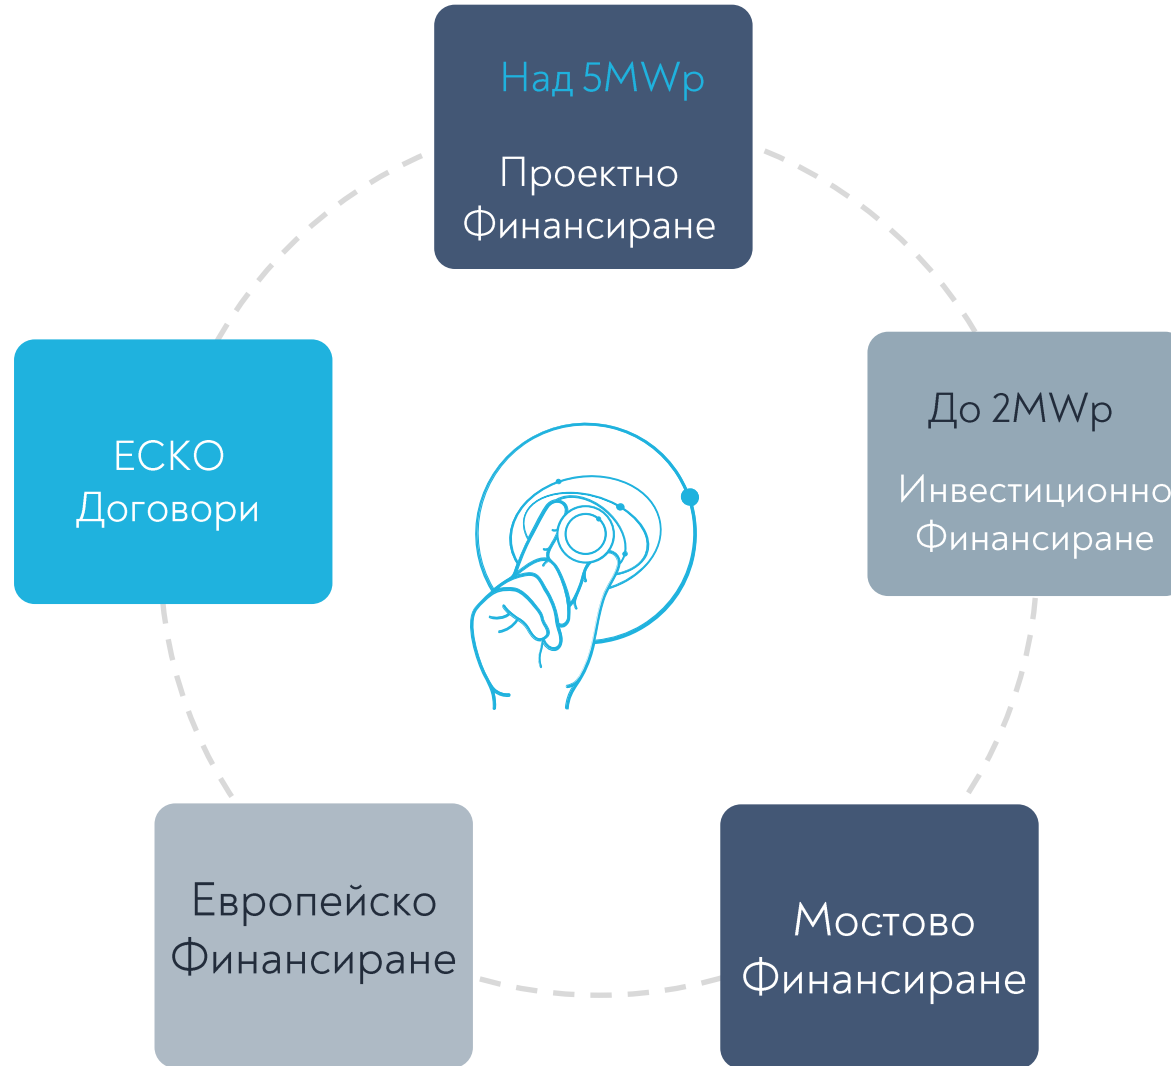 Над 5MWp
Проектно
Финансиране
До 2MWp
Инвестиционно
Финансиране
Мостово
Финансиране
Европейско
Финансиране
ЕСКО
Договори